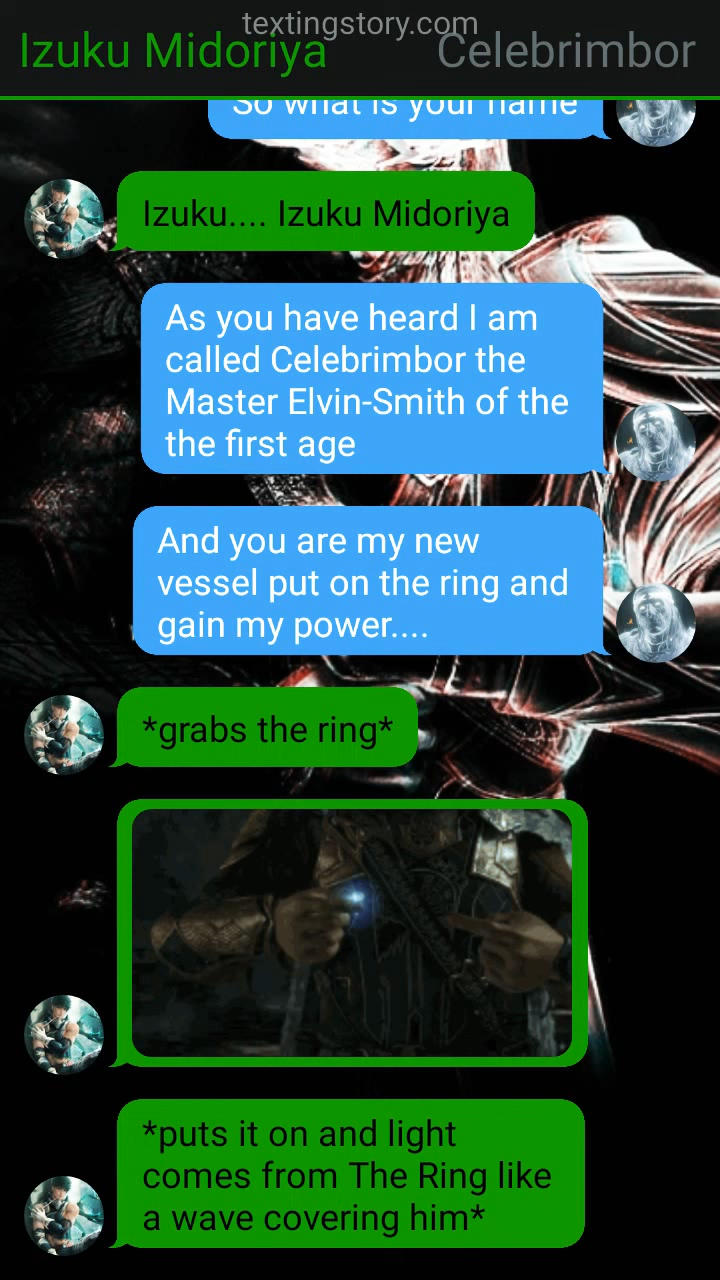 textingstory.com
Izuku Midoriya Celebrimbor
So what is your name
Izuku.... Izuku Midoriya
As you have heard I am
called Celebrimbor the
Master Elvin-Smith of the
the first age
And you are my new
vessel put on the ring and
gain my power....
*grabs the ring*
*puts it on and light
comes from The Ring like
a wave covering him*